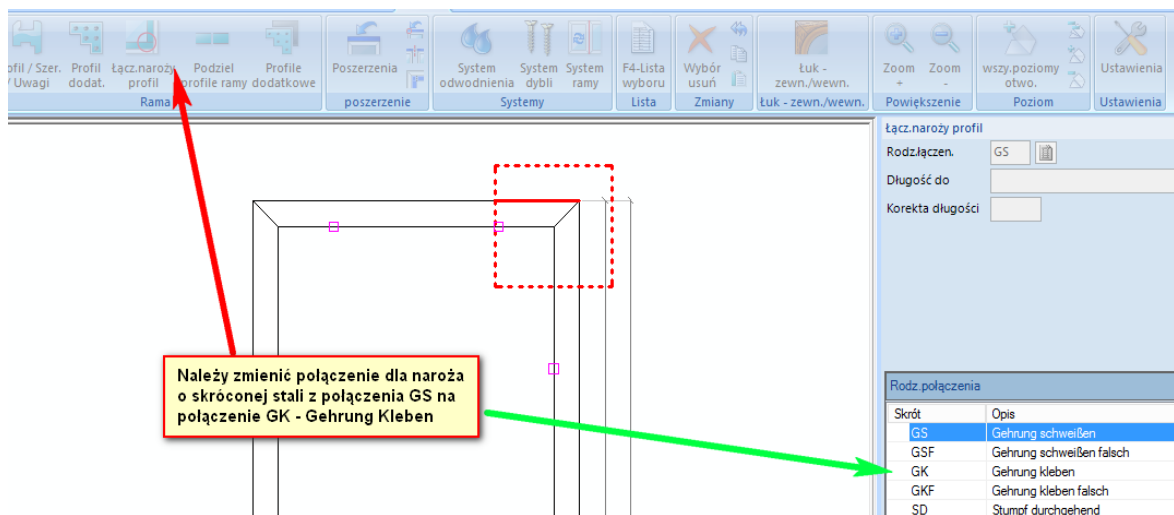 ofil / Szer. Profil Łącz.naroży Podziel Profile
/ Uwagi dodat. profil profile ramy dodatkowe
Rama
Poszerzenia
poszerzenie
System System System
odwodnienia dybli ramy
Systemy
F4-Lista
wyboru
Lista
Wybór
usuń
Zmiany
Łuk -
zewn./wewn.
Łuk - zewn./wewn.
Zoom Zoom
+ -
Powiększenie
wszy.poziomy
otwo.
Poziom
Ustawienia
Ustawienia
Łącz.naroży profil
Rodz.łączen. GS
Długość do
Korekta długości
Należy zmienić połączenie dla naroża
o skróconej stali z połączenia GS na
połączenie GK - Gehrung Kleben
Rodz.połączenia
Skrót Opis
GS Gehrung schweißen
GSF Gehrung schweißen falsch
GK Gehrung kleben
GKF Gehrung kleben falsch
SD Stumpf durchgehend